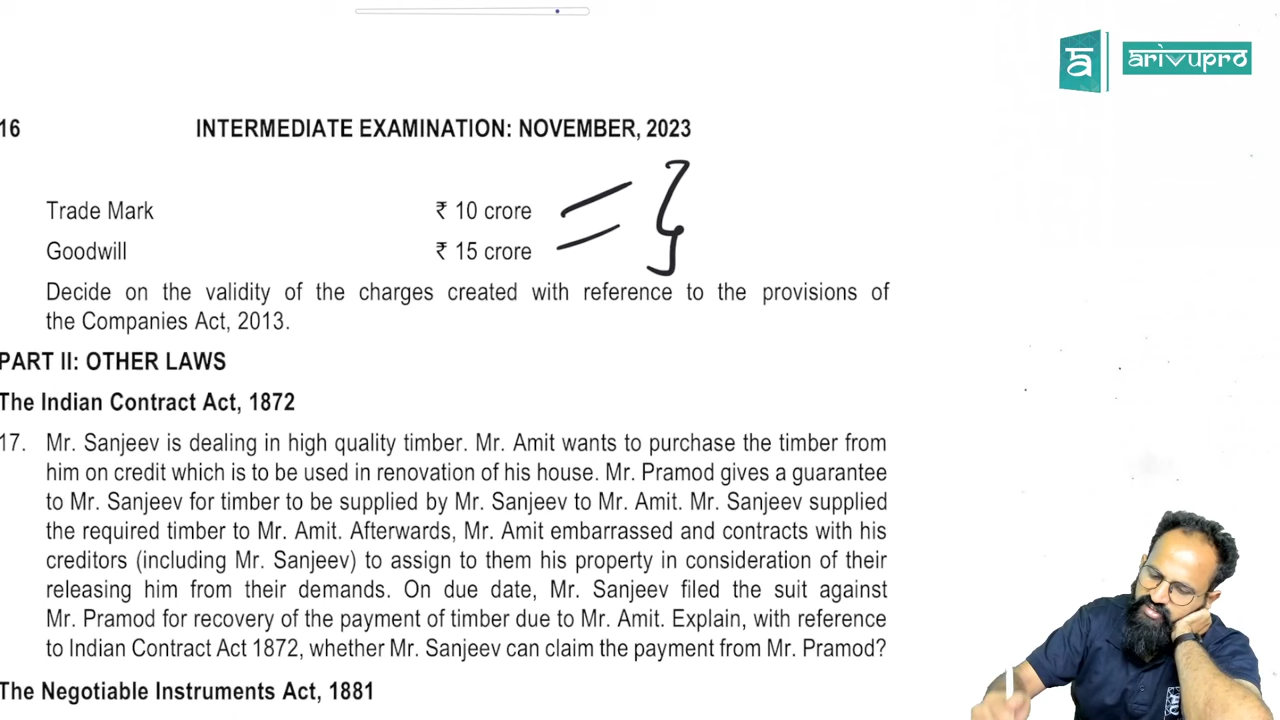 ā
arivupro
16 INTERMEDIATE EXAMINATION: NOVEMBER, 2023
Trade Mark ₹ 10 crore
Goodwill ₹ 15 crore
Decide on the validity of the charges created with reference to the provisions of
the Companies Act, 2013.
PART II: OTHER LAWS
The Indian Contract Act, 1872
17. Mr. Sanjeev is dealing in high quality timber. Mr. Amit wants to purchase the timber from
him on credit which is to be used in renovation of his house. Mr. Pramod gives a guarantee
to Mr. Sanjeev for timber to be supplied by Mr. Sanjeev to Mr. Amit. Mr. Sanjeev supplied
the required timber to Mr. Amit. Afterwards, Mr. Amit embarrassed and contracts with his
creditors (including Mr. Sanjeev) to assign to them his property in consideration of their
releasing him from their demands. On due date, Mr. Sanjeev filed the suit against
Mr. Pramod for recovery of the payment of timber due to Mr. Amit. Explain, with reference
to Indian Contract Act 1872, whether Mr. Sanjeev can claim the payment from Mr. Pramod?
The Negotiable Instruments Act, 1881